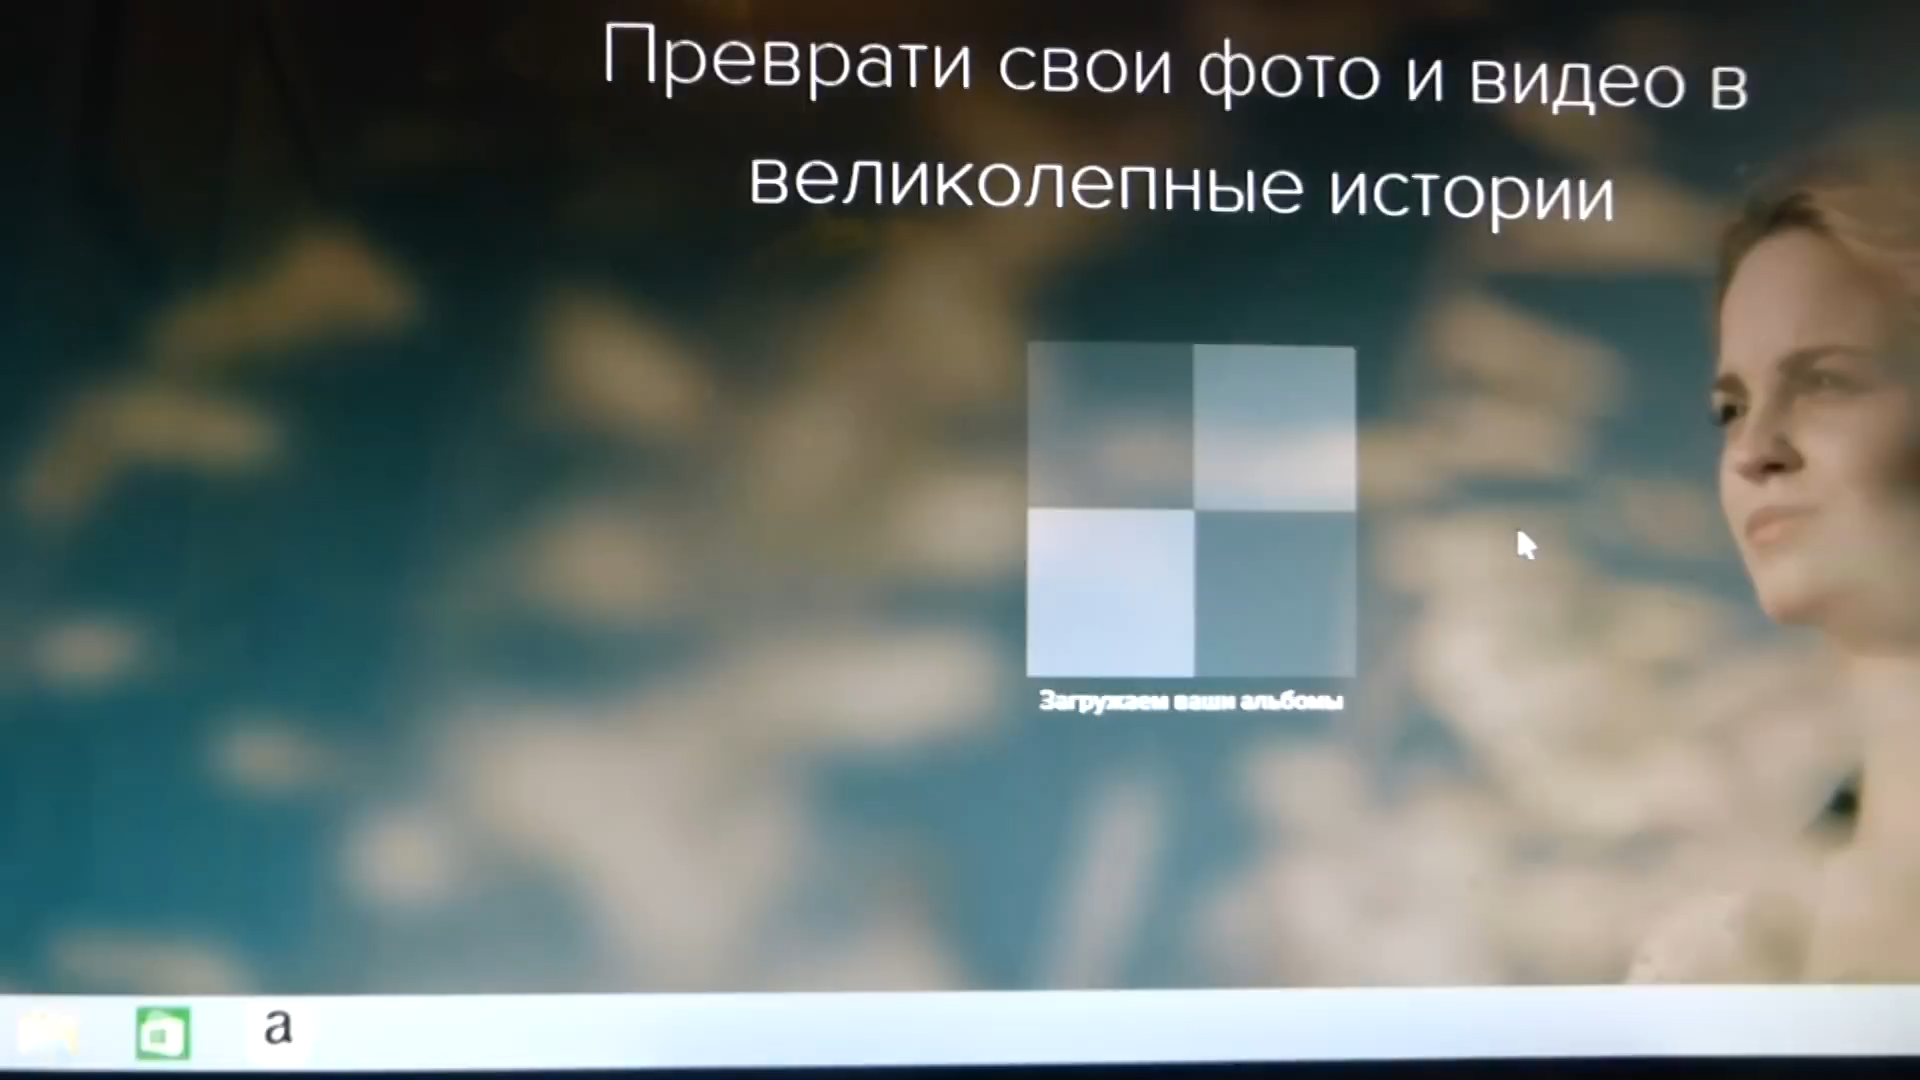 Преврати свои фото и видео в
великолепные истории
Загружаем ваши альбомы
a